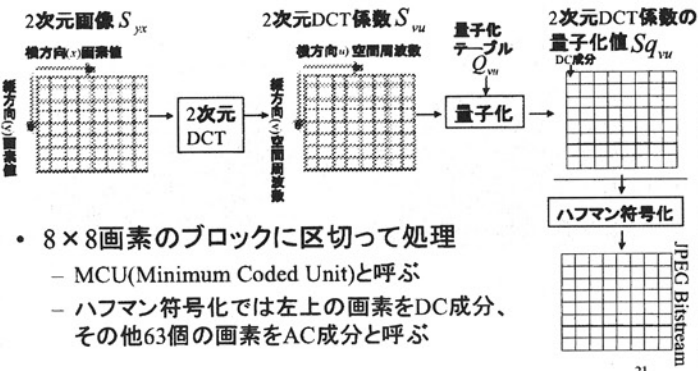 2次元画像 S_yx
横方向(x)画素値
縦方向(y)画素値
2次元
DCT
2次元DCT係数 S_vu
横方向(u)空間周波数
縦方向(v)空間周波数
量子化
テーブル
Q_vu
量子化
2次元DCT係数の
量子化値 Sq_vu
DC成分
ハフマン符号化
JPEG Bitstream
• 8×8画素のブロックに区切って処理
– MCU(Minimum Coded Unit)と呼ぶ
– ハフマン符号化では左上の画素をDC成分、
その他63個の画素をAC成分と呼ぶ
21